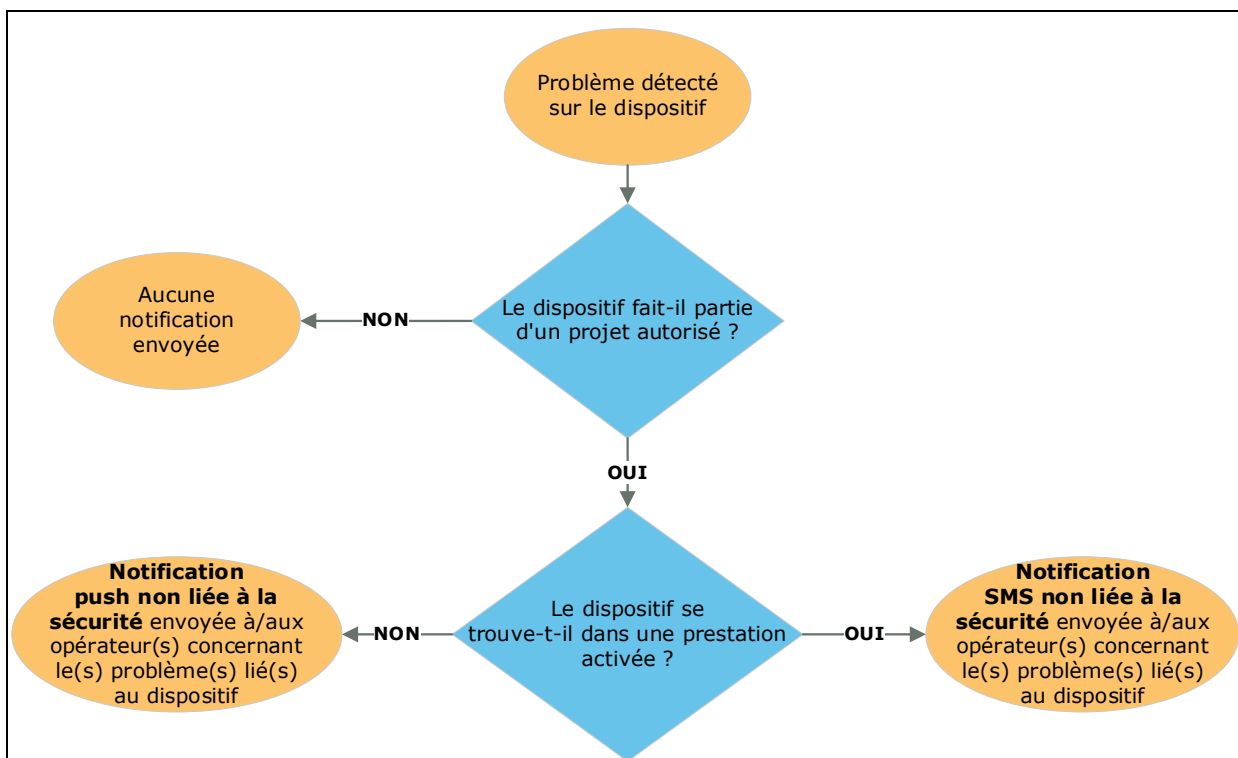 Problème détecté
sur le dispositif
Le dispositif fait-il partie
d'un projet autorisé ?
NON
Aucune
notification
envoyée
OUI
Le dispositif se
trouve-t-il dans une prestation
activée ?
NON
Notification
push non liée à la
sécurité envoyée à/aux
opérateur(s) concernant
le(s) problème(s) lié(s)
au dispositif
OUI
Notification
SMS non liée à la
sécurité envoyée à/aux
opérateur(s) concernant
le(s) problème(s) lié(s)
au dispositif